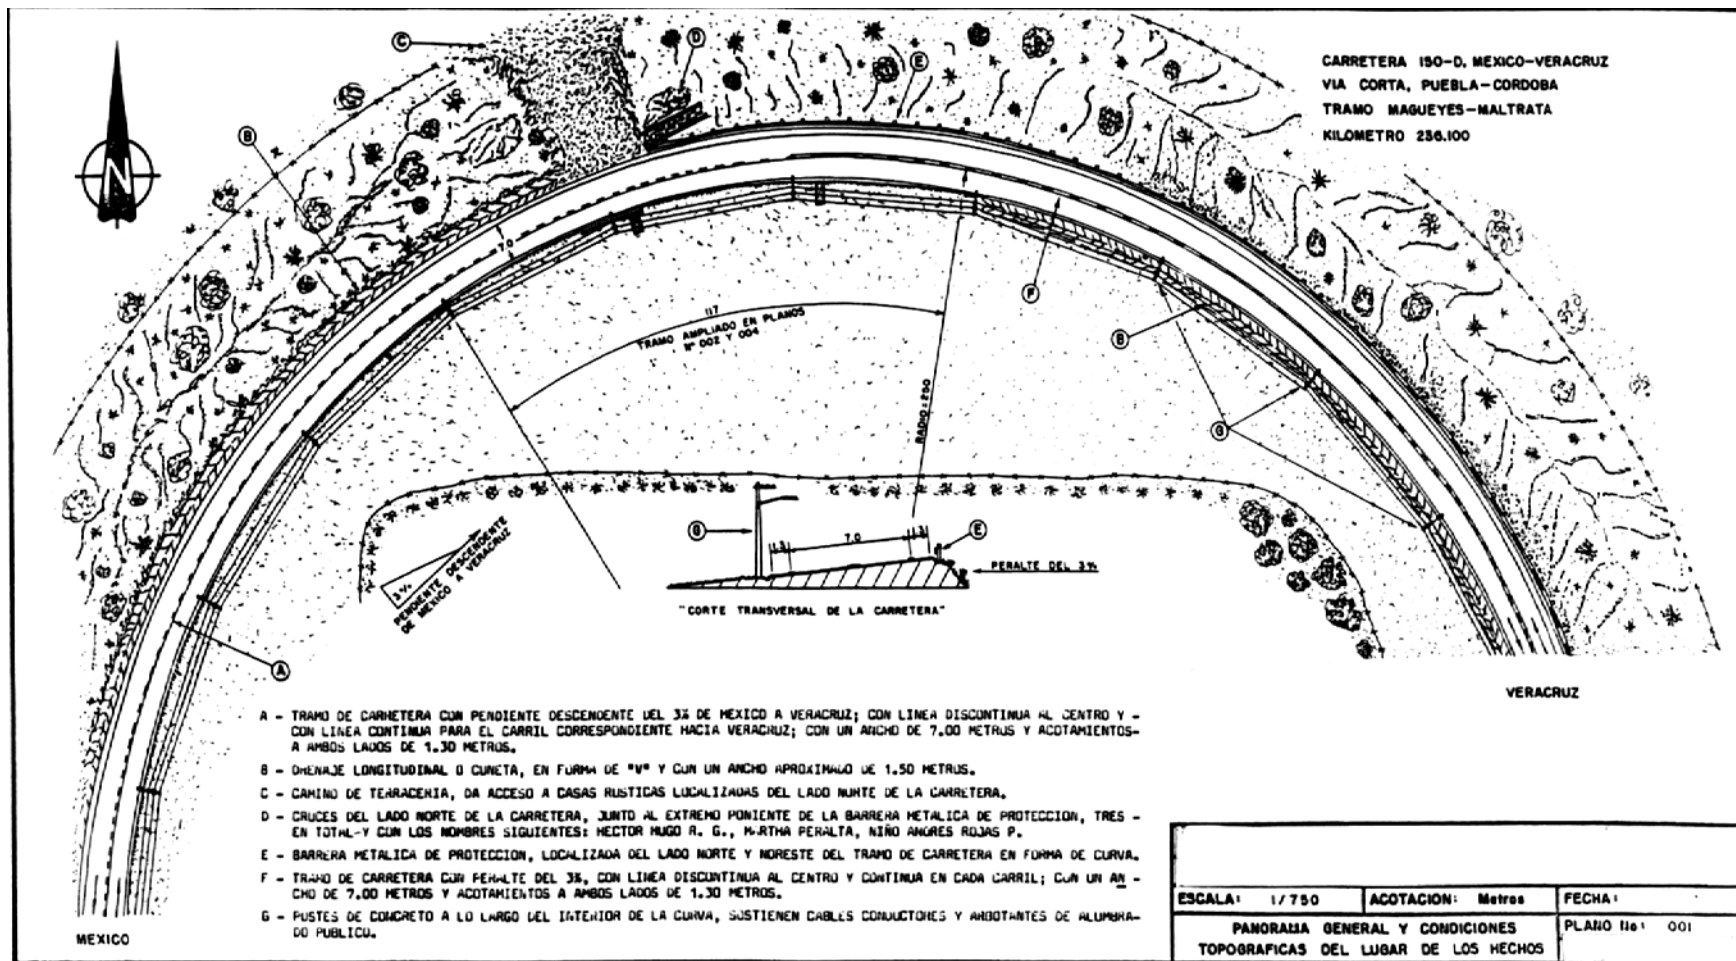 C
D
E
CARRETERA 150-D, MEXICO-VERACRUZ
VIA CORTA, PUEBLA-CORDOBA
TRAMO MAGUEYES-MALTRATA
KILOMETRO 236.100
B
N
7.0
F
117
TRAMO AMPLIADO EN PLANOS
Nº 002 Y 004
B
RADIO=250
G
3%
PENDIENTE DESCENDENTE
DE MEXICO A VERACRUZ
G
1.3
7.0
1.3
E
PERALTE DEL 3%
"CORTE TRANSVERSAL DE LA CARRETERA"
A
VERACRUZ
A - TRAMO DE CARRETERA CON PENDIENTE DESCENDENTE DEL 3% DE MEXICO A VERACRUZ; CON LINEA DISCONTINUA AL CENTRO Y -
CON LINEA CONTINUA PARA EL CARRIL CORRESPONDIENTE HACIA VERACRUZ; CON UN ANCHO DE 7.00 METROS Y ACOTAMIENTOS-
A AMBOS LADOS DE 1.30 METROS.
B - DRENAJE LONGITUDINAL O CUNETA, EN FORMA DE "V" Y CON UN ANCHO APROXIMADO DE 1.50 METROS.
C - CAMINO DE TERRACERIA, DA ACCESO A CASAS RUSTICAS LOCALIZADAS DEL LADO NORTE DE LA CARRETERA.
D - CRUCES DEL LADO NORTE DE LA CARRETERA, JUNTO AL EXTREMO PONIENTE DE LA BARRERA METALICA DE PROTECCION, TRES -
EN TOTAL-Y CON LOS NOMBRES SIGUIENTES: HECTOR HUGO R. G., MARTHA PERALTA, NIÑO ANDRES ROJAS P.
E - BARRERA METALICA DE PROTECCION, LOCALIZADA DEL LADO NORTE Y NORESTE DEL TRAMO DE CARRETERA EN FORMA DE CURVA.
F - TRAMO DE CARRETERA CON PERALTE DEL 3%, CON LINEA DISCONTINUA AL CENTRO Y CONTINUA EN CADA CARRIL; CON UN AN -
CHO DE 7.00 METROS Y ACOTAMIENTOS A AMBOS LADOS DE 1.30 METROS.
G - POSTES DE CONCRETO A LO LARGO DEL INTERIOR DE LA CURVA, SOSTIENEN CABLES CONDUCTORES Y ARBOTANTES DE ALUMBRA-
DO PUBLICO.
MEXICO
ESCALA: 1/750
ACOTACION: Metros
FECHA:
PANORAMA GENERAL Y CONDICIONES
TOPOGRAFICAS DEL LUGAR DE LOS HECHOS
PLANO No: 001